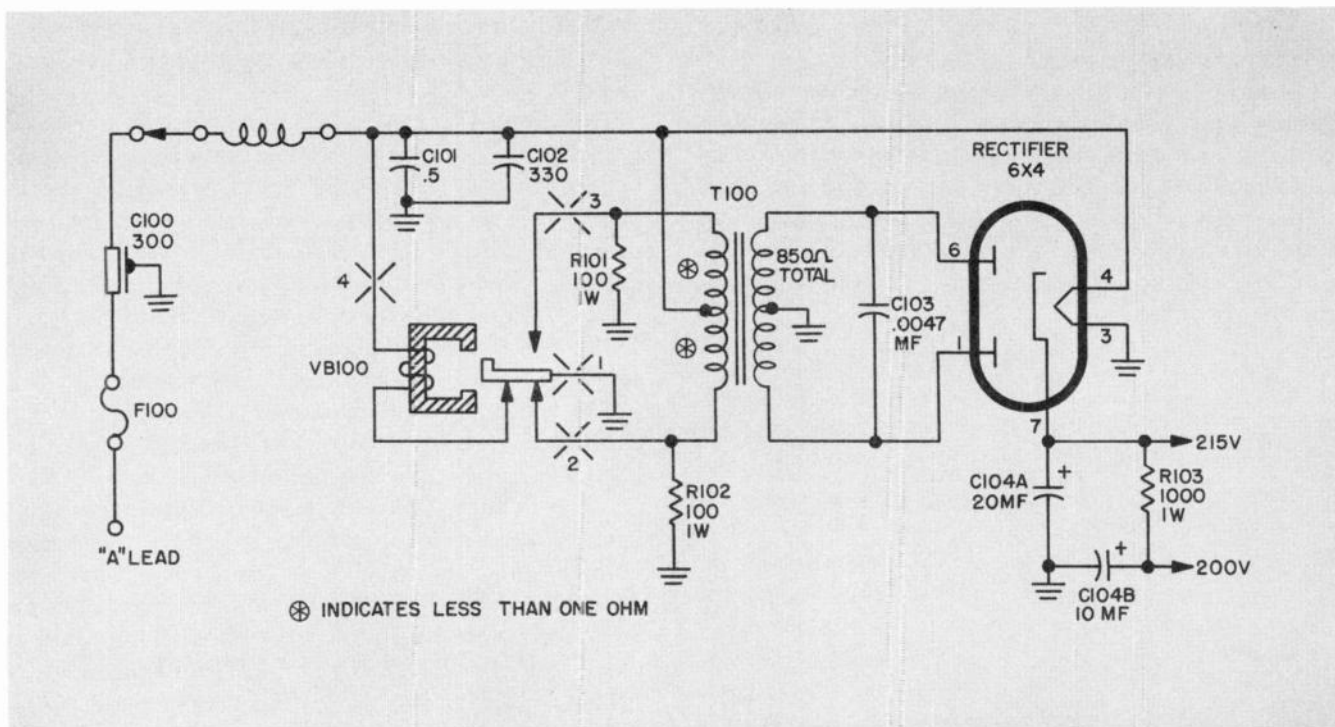 RECTIFIER
6X4
C101
.5
C102
330
3
T100
C100
300
R101
100
1W
850Ω
TOTAL
6
4
4
C103
.0047
MF
VB100
1
1
3
F100
2
7
215V
R102
100
1W
C104A
20MF
+
R103
1000
1W
"A" LEAD
+
200V
C104B
10 MF
⊛ INDICATES LESS THAN ONE OHM